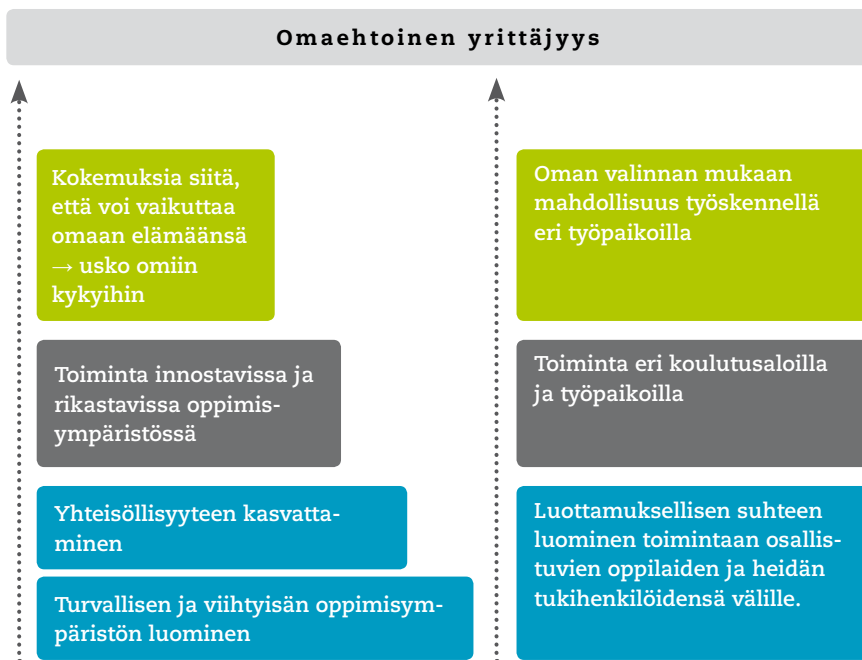 Omaehtoinen yrittäjyys
Kokemuksia siitä,
että voi vaikuttaa
omaan elämäänsä
→ usko omiin
kykyihin
Toiminta innostavissa ja
rikastavissa oppimis-
ympäristössä
Yhteisöllisyyteen kasvatta-
minen
Turvallisen ja viihtyisän oppimisym-
päristön luominen
Oman valinnan mukaan
mahdollisuus työskennellä
eri työpaikoilla
Toiminta eri koulutusaloilla
ja työpaikoilla
Luottamuksellisen suhteen
luominen toimintaan osallis-
tuvien oppilaiden ja heidän
tukihenkilöidensä välille.